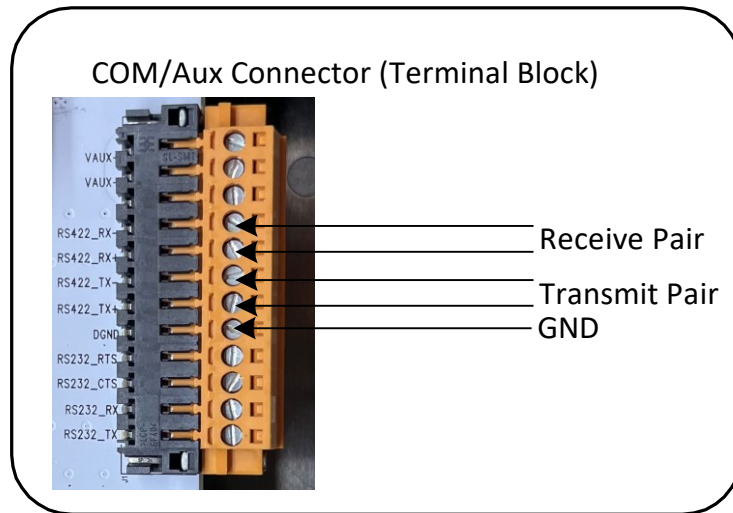 COM/Aux Connector (Terminal Block)
VAUX-
VAUX-
RS422_RX-
RS422_RX+
RS422_TX-
RS422_TX+
DGND
RS232_RTS
RS232_CTS
RS232_RX
RS232_TX
Receive Pair
Transmit Pair
GND